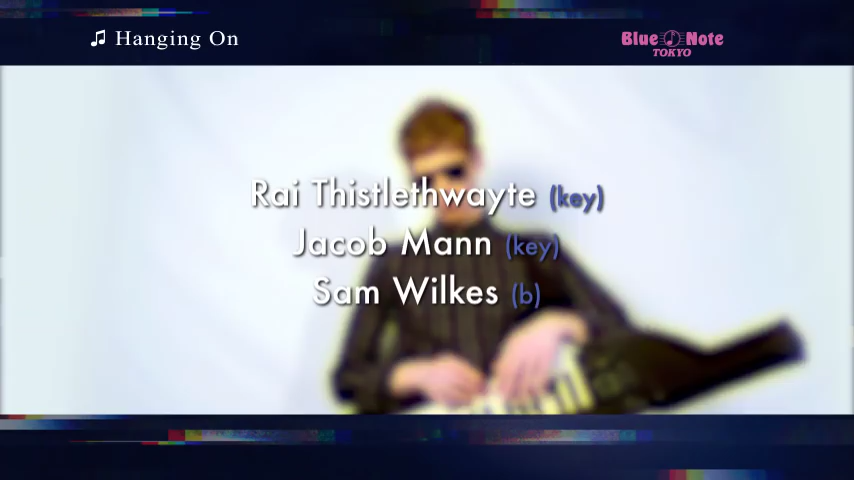 ♫ Hanging On
Blue Note
TOKYO
Rai Thistlethwayte (key)
Jacob Mann (key)
Sam Wilkes (b)